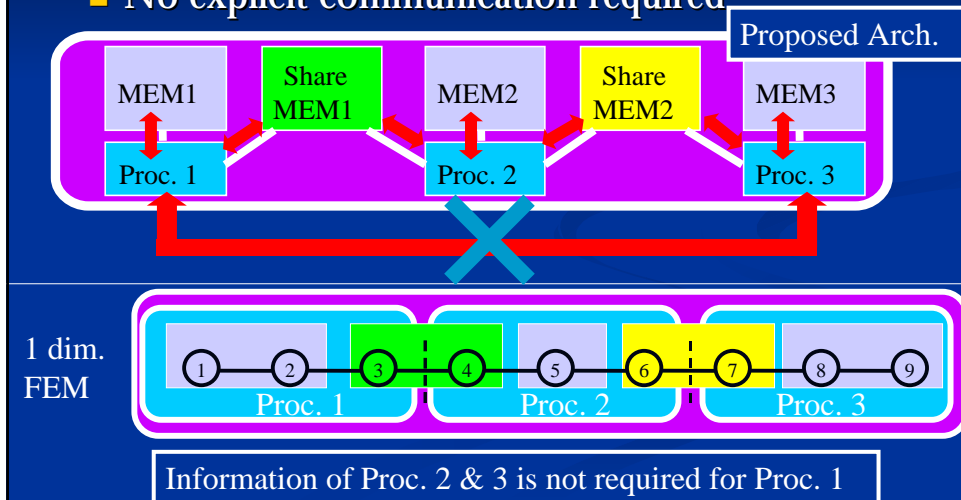 No explicit communication required
Proposed Arch.
MEM1
Share
MEM1
MEM2
Share
MEM2
MEM3
Proc. 1
Proc. 2
Proc. 3
1 dim.
FEM
1 2 3 4 5 6 7 8 9
Proc. 1
Proc. 2
Proc. 3
Information of Proc. 2 & 3 is not required for Proc. 1